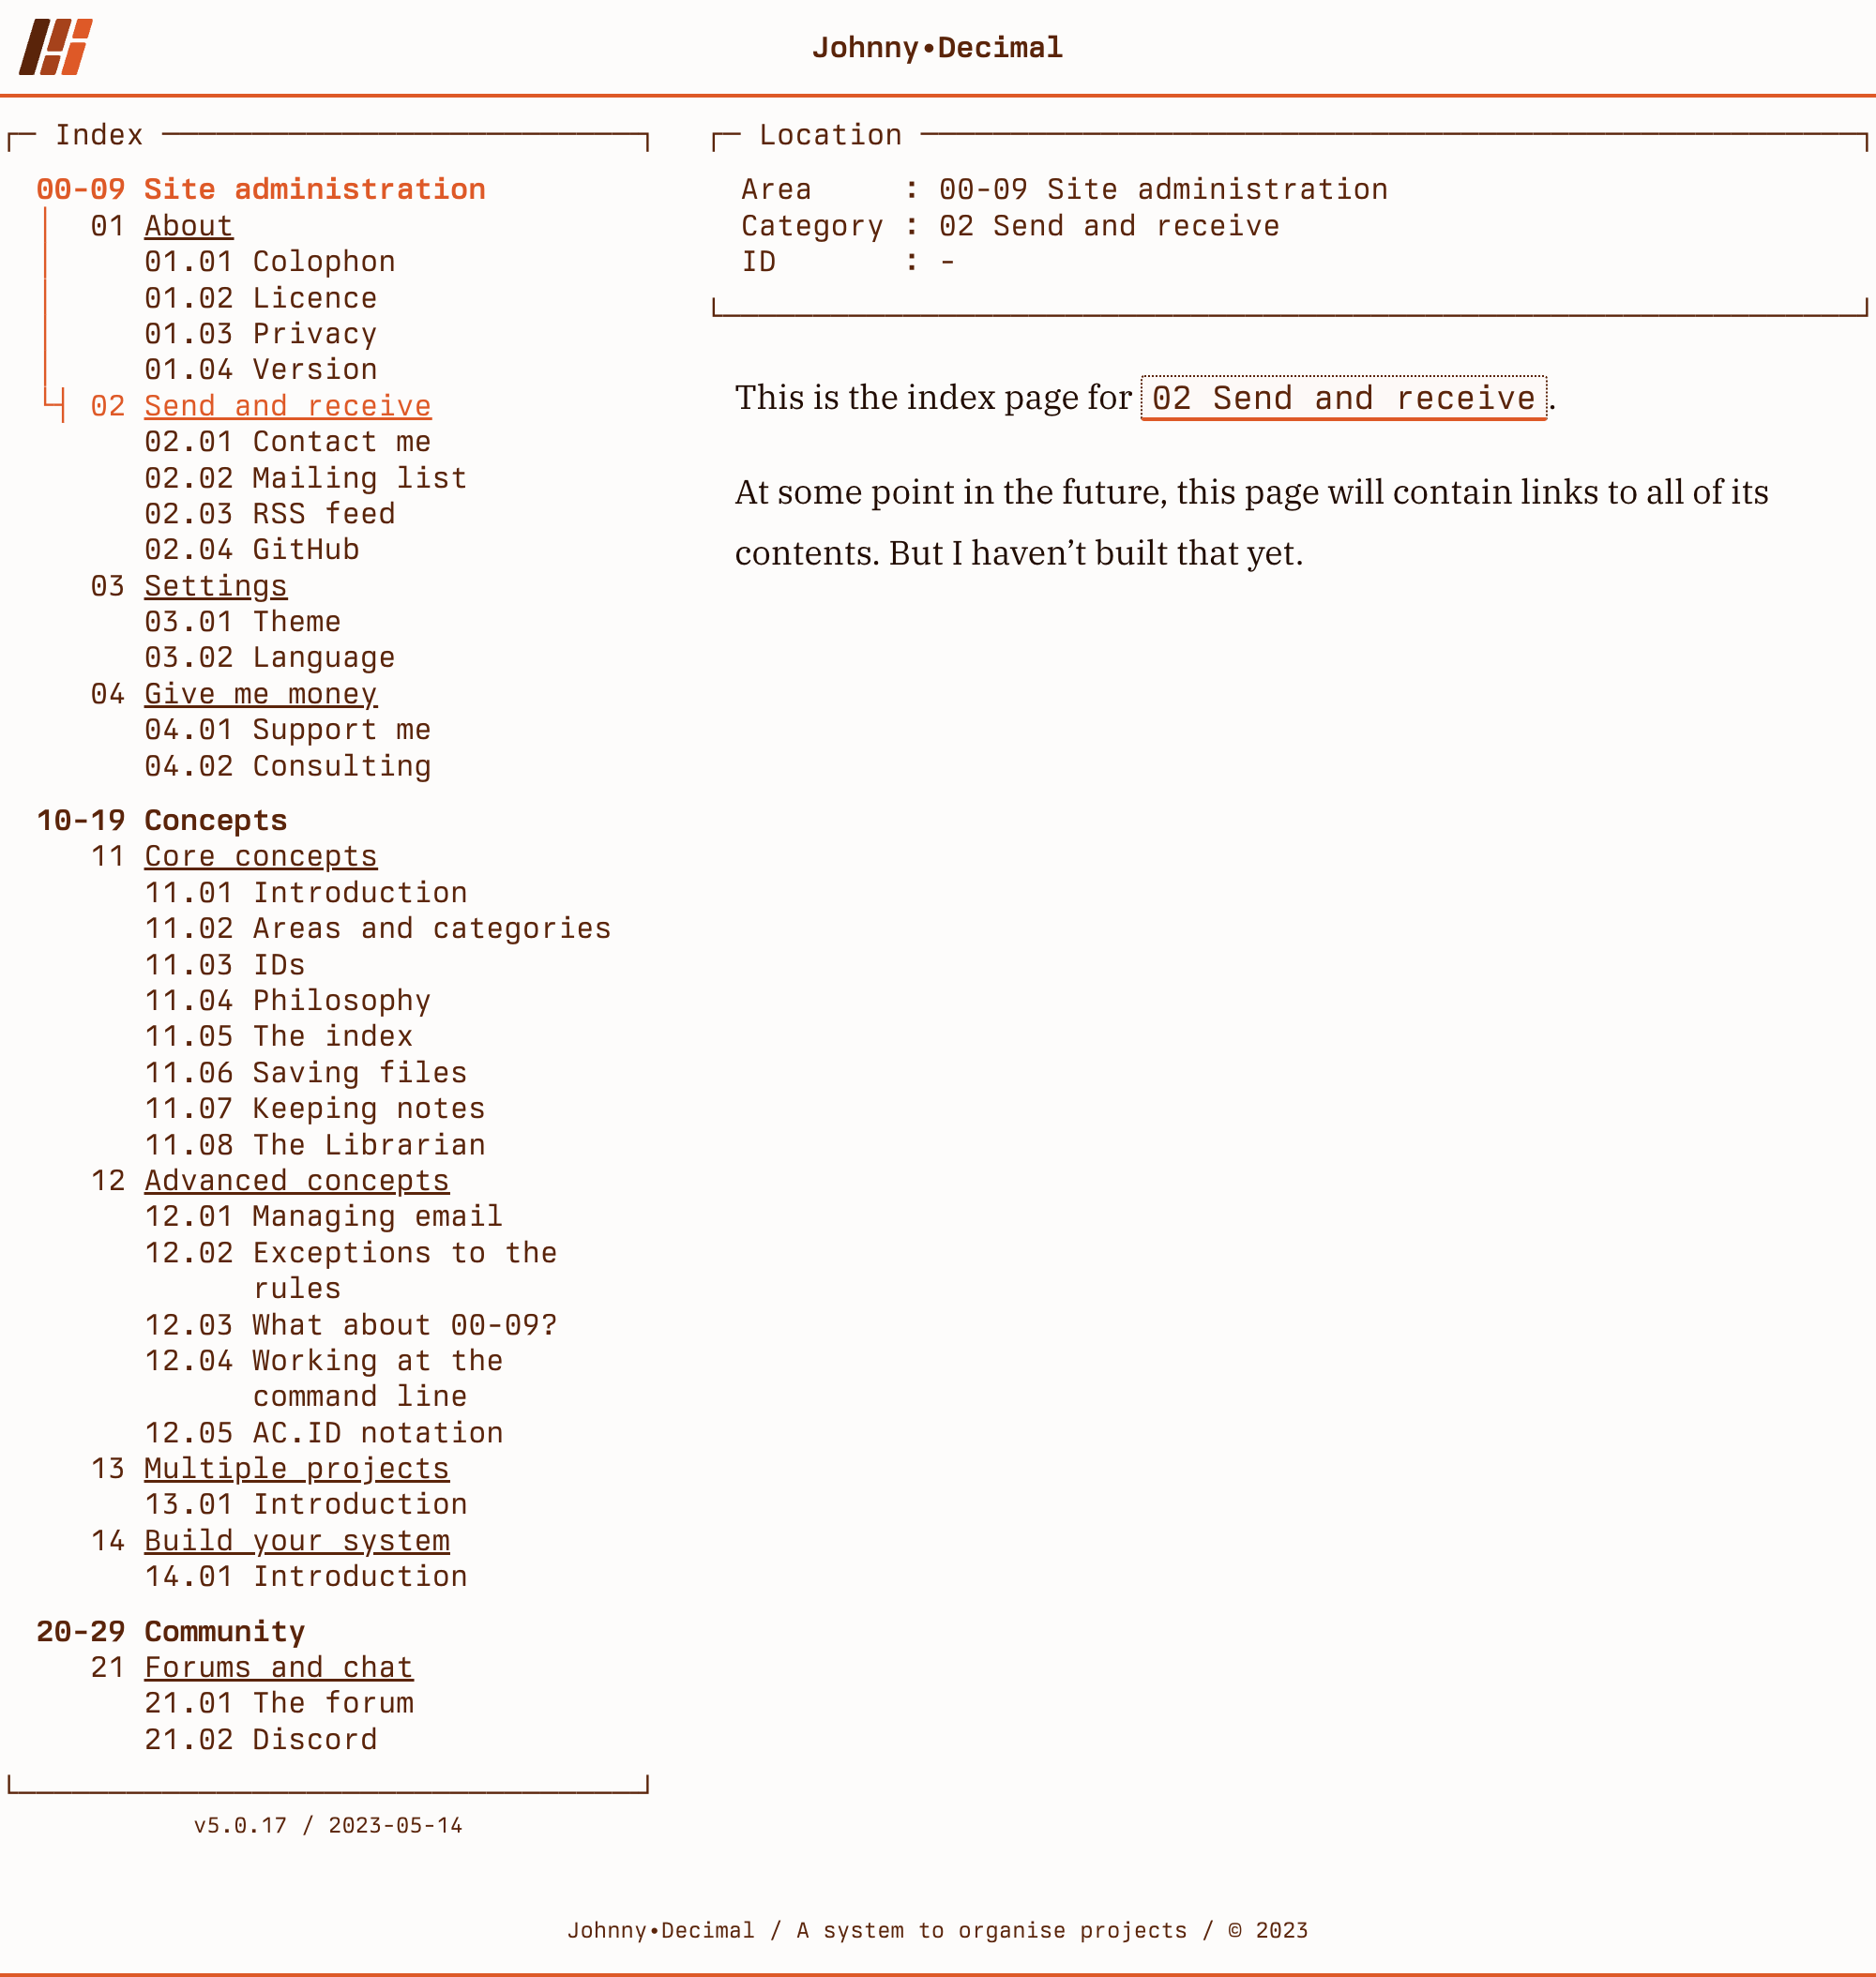 Johnny•Decimal
Index
00-09 Site administration
01 About
01.01 Colophon
01.02 Licence
01.03 Privacy
01.04 Version
02 Send and receive
02.01 Contact me
02.02 Mailing list
02.03 RSS feed
02.04 GitHub
03 Settings
03.01 Theme
03.02 Language
04 Give me money
04.01 Support me
04.02 Consulting
10-19 Concepts
11 Core concepts
11.01 Introduction
11.02 Areas and categories
11.03 IDs
11.04 Philosophy
11.05 The index
11.06 Saving files
11.07 Keeping notes
11.08 The Librarian
12 Advanced concepts
12.01 Managing email
12.02 Exceptions to the
rules
12.03 What about 00-09?
12.04 Working at the
command line
12.05 AC.ID notation
13 Multiple projects
13.01 Introduction
14 Build your system
14.01 Introduction
20-29 Community
21 Forums and chat
21.01 The forum
21.02 Discord
v5.0.17 / 2023-05-14
Location
Area : 00-09 Site administration
Category : 02 Send and receive
ID : -
This is the index page for 02 Send and receive.
At some point in the future, this page will contain links to all of its
contents. But I haven’t built that yet.
Johnny•Decimal / A system to organise projects / © 2023